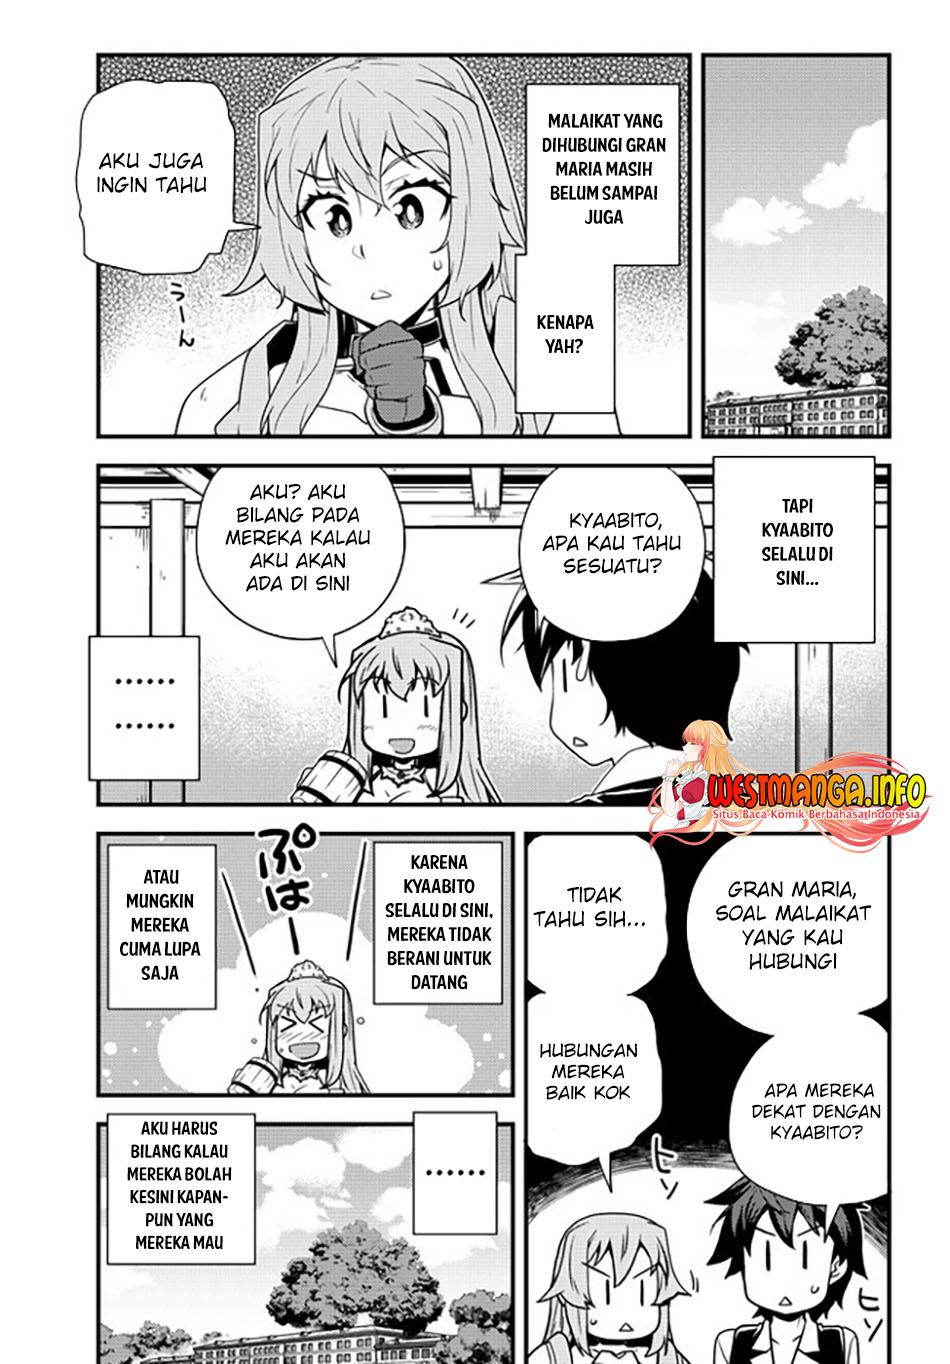 MALAIKAT YANG
DIHUBUNGI GRAN
MARIA MASIH
BELUM SAMPAI
JUGA
KENAPA
YAH?
AKU JUGA
INGIN TAHU
うーん
TAPI
KYAABITO
SELALU DI
SINI...
KYAABITO,
APA KAU TAHU
SESUATU?
AKU? AKU
BILANG PADA
MEREKA KALAU
AKU AKAN
ADA DI SINI
......
......
WESTMANGA.INFO
Situs Baca Komik Berbahasa Indonesia
GRAN MARIA,
SOAL MALAIKAT
YANG KAU
HUBUNGI
APA MEREKA
DEKAT DENGAN
KYAABITO?
TIDAK
TAHU SIH...
HUBUNGAN
MEREKA
BAIK KOK
ヒソ
ヒソ
KARENA
KYAABITO
SELALU DI SINI,
MEREKA TIDAK
BERANI UNTUK
DATANG
ぷはー
ATAU
MUNGKIN
MEREKA
CUMA LUPA
SAJA
......
AKU HARUS
BILANG KALAU
MEREKA BOLAH
KESINI KAPAN-
PUN YANG
MEREKA MAU